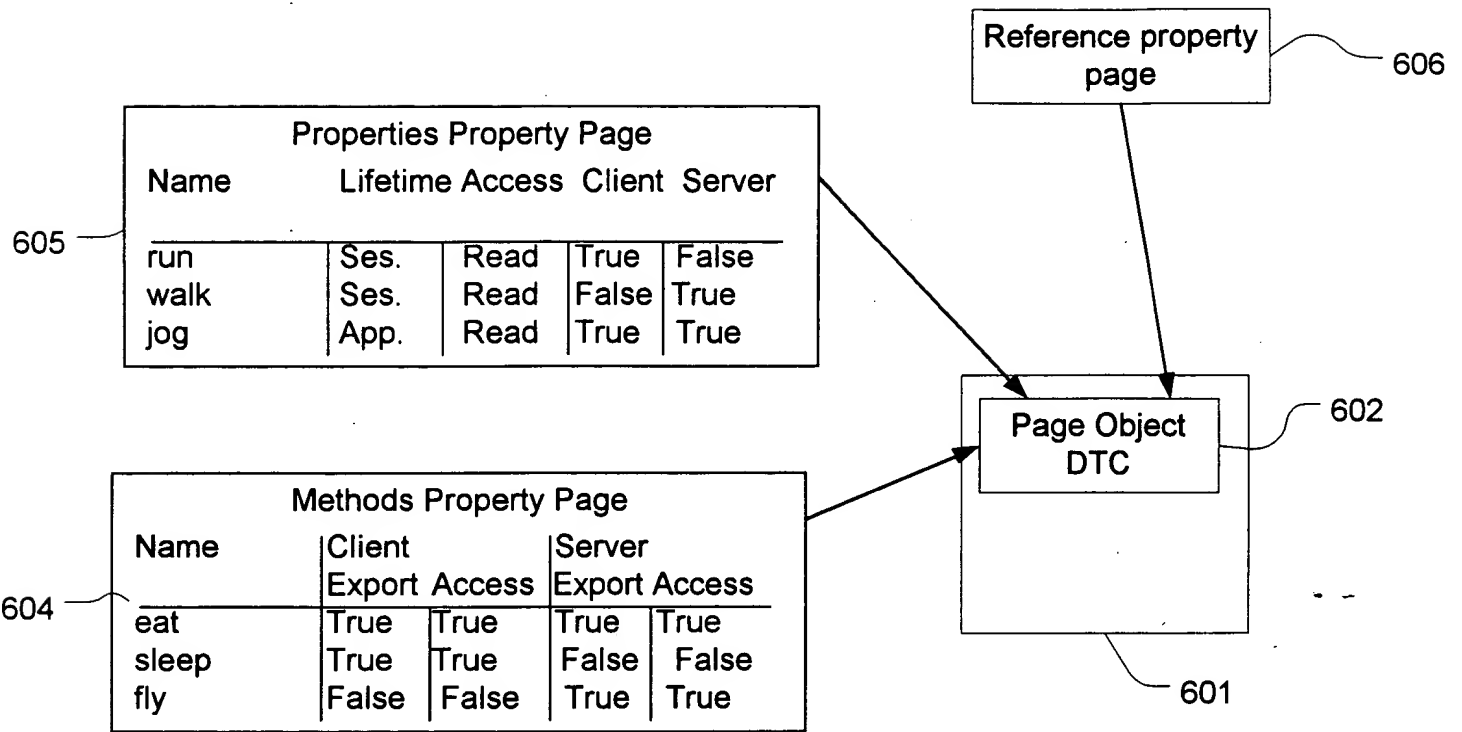 Reference property
page
606
Properties Property Page
Name Lifetime Access Client Server
605
run Ses. Read True False
walk Ses. Read False True
jog App. Read True True
Page Object
DTC
602
Methods Property Page
Name Client Server
Export Access Export Access
604
eat True True True True
sleep True True False False
fly False False True True
601